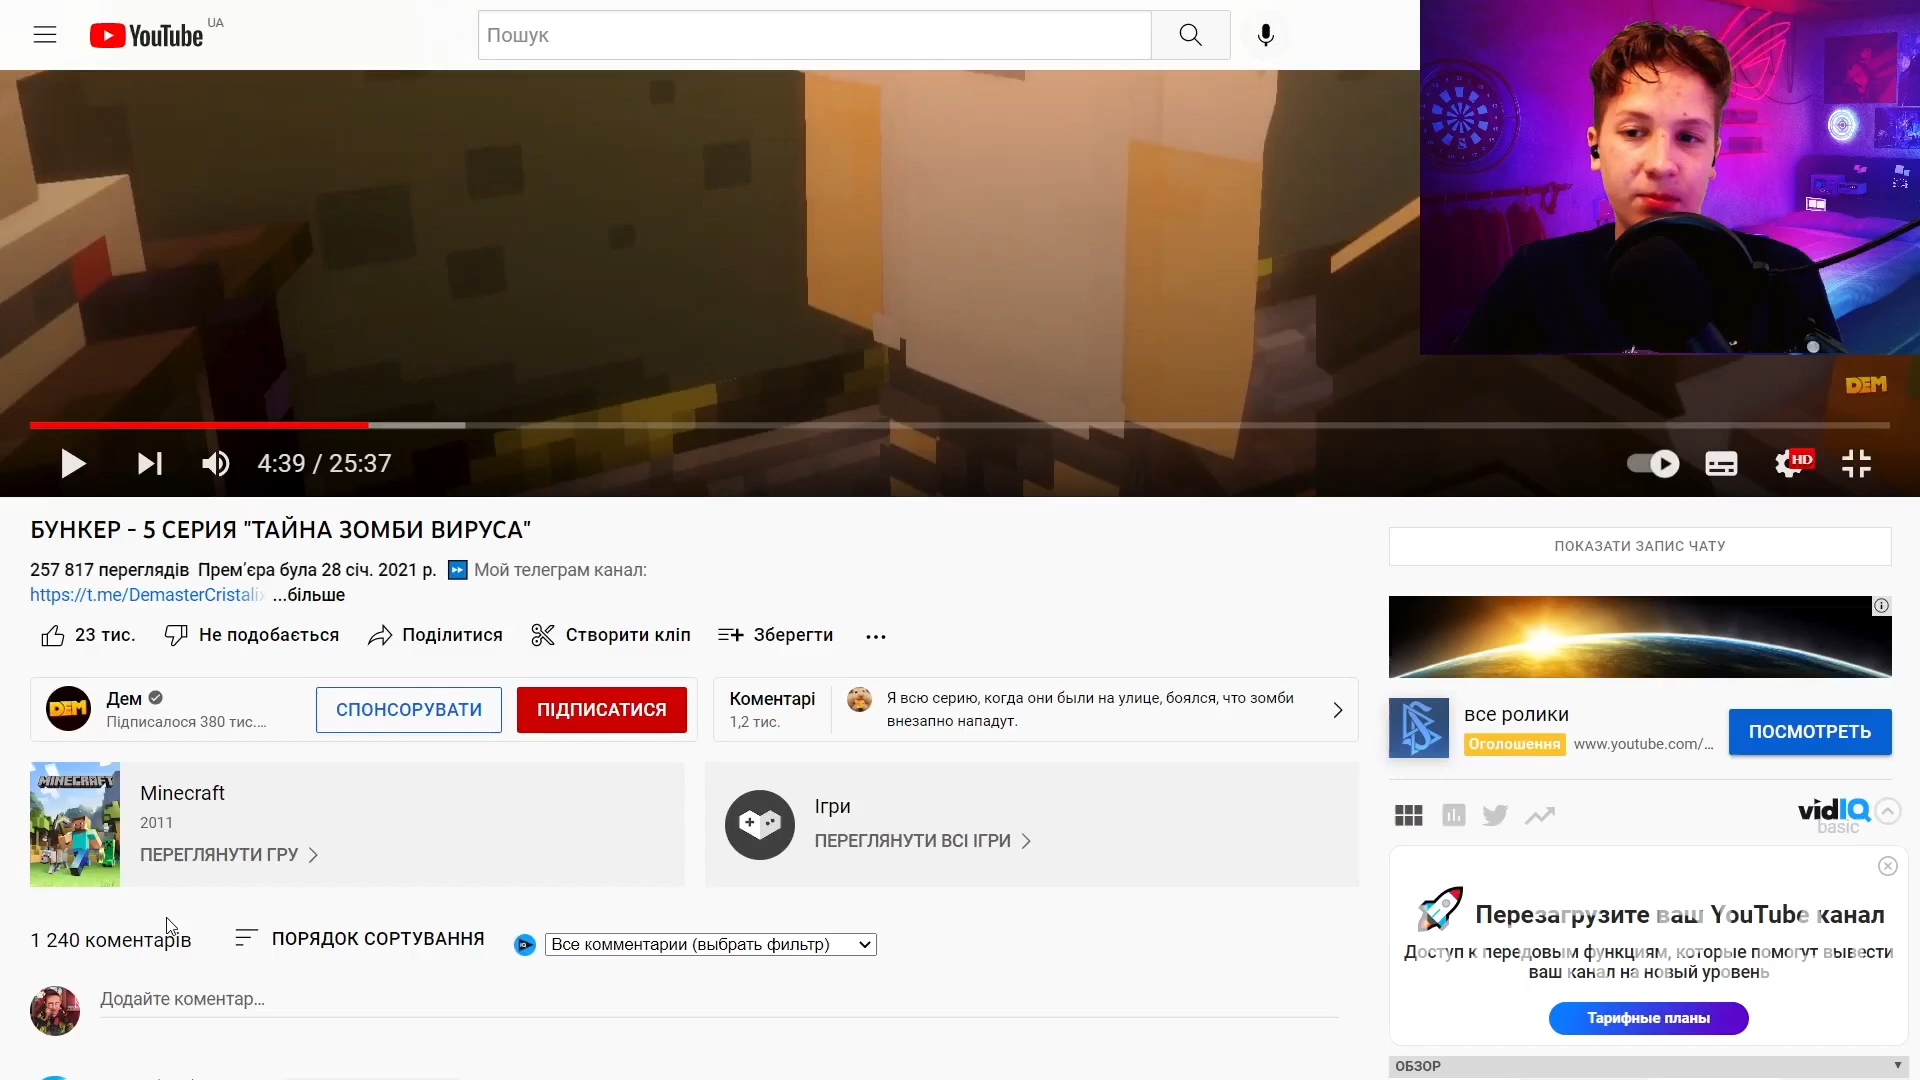 YouTube UA
Пошук
DEM
4:39 / 25:37
HD
БУНКЕР - 5 СЕРИЯ "ТАЙНА ЗОМБИ ВИРУСА"
257 817 переглядів Прем’єра була 28 січ. 2021 р. Мой телеграм канал:
https://t.me/DemasterCristalix ...більше
23 тис. Не подобається Поділитися Створити кліп Зберегти
DEM
Дем
Підписалося 380 тис....
СПОНСОРУВАТИ
ПІДПИСАТИСЯ
Коментарі
1,2 тис.
Я всю серию, когда они были на улице, боялся, что зомби
внезапно нападут.
MINECRAFT
Minecraft
2011
ПЕРЕГЛЯНУТИ ГРУ
Ігри
ПЕРЕГЛЯНУТИ ВСІ ІГРИ
1 240 коментарів
ПОРЯДОК СОРТУВАННЯ
Все комментарии (выбрать фильтр)
Додайте коментар...
ПОКАЗАТИ ЗАПИС ЧАТУ
все ролики
Оголошення www.youtube.com/...
ПОСМОТРЕТЬ
vidIQ
basic
Перезагрузите ваш YouTube канал
Доступ к передовым функциям, которые помогут вывести
ваш канал на новый уровень
Тарифные планы
ОБЗОР